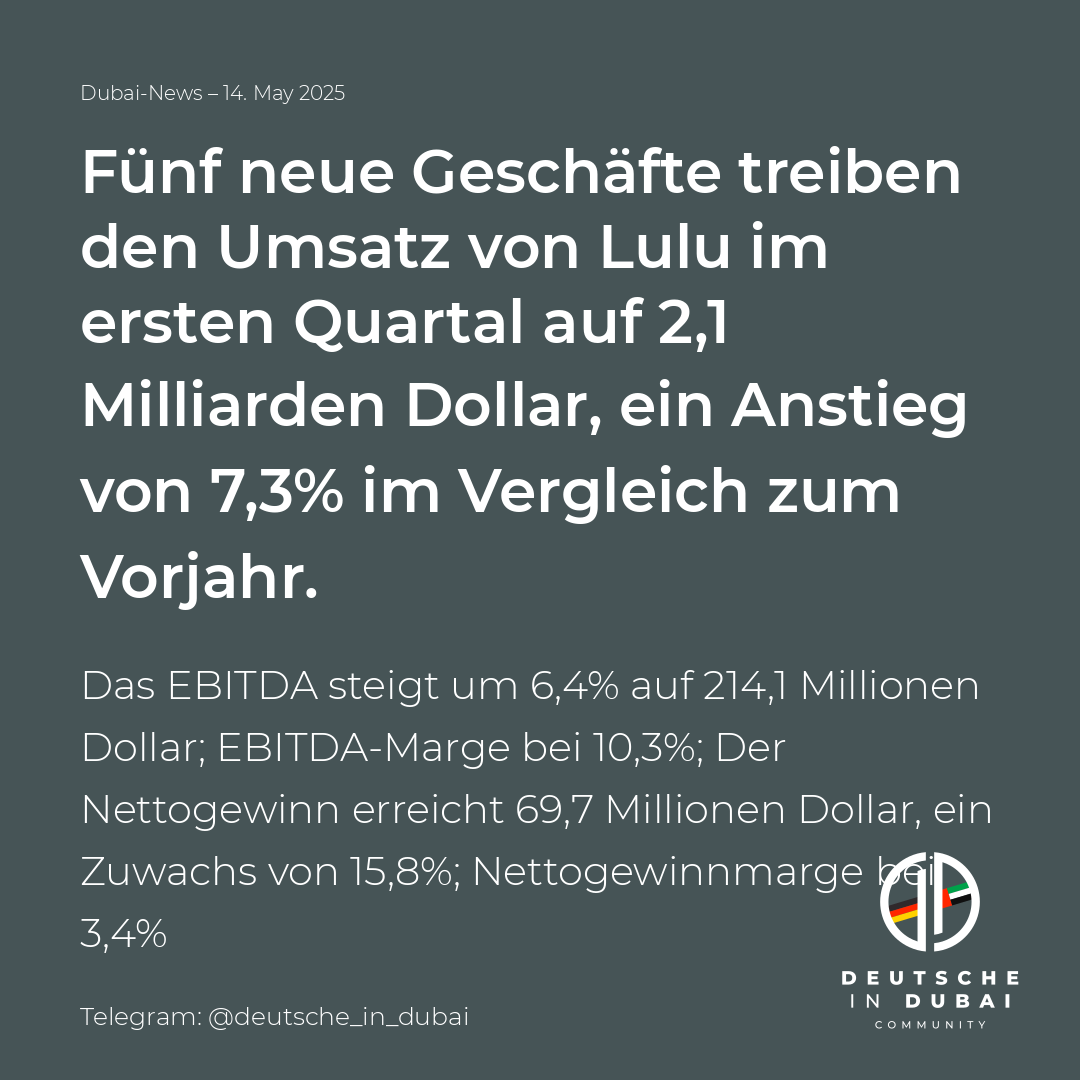 Dubai-News – 14. May 2025
Fünf neue Geschäfte treiben
den Umsatz von Lulu im
ersten Quartal auf 2,1
Milliarden Dollar, ein Anstieg
von 7,3% im Vergleich zum
Vorjahr.
Das EBITDA steigt um 6,4% auf 214,1 Millionen
Dollar; EBITDA-Marge bei 10,3%; Der
Nettogewinn erreicht 69,7 Millionen Dollar, ein
Zuwachs von 15,8%; Nettogewinnmarge bei
3,4%
DEUTSCHE
IN DUBAI
COMMUNITY
Telegram: @deutsche_in_dubai